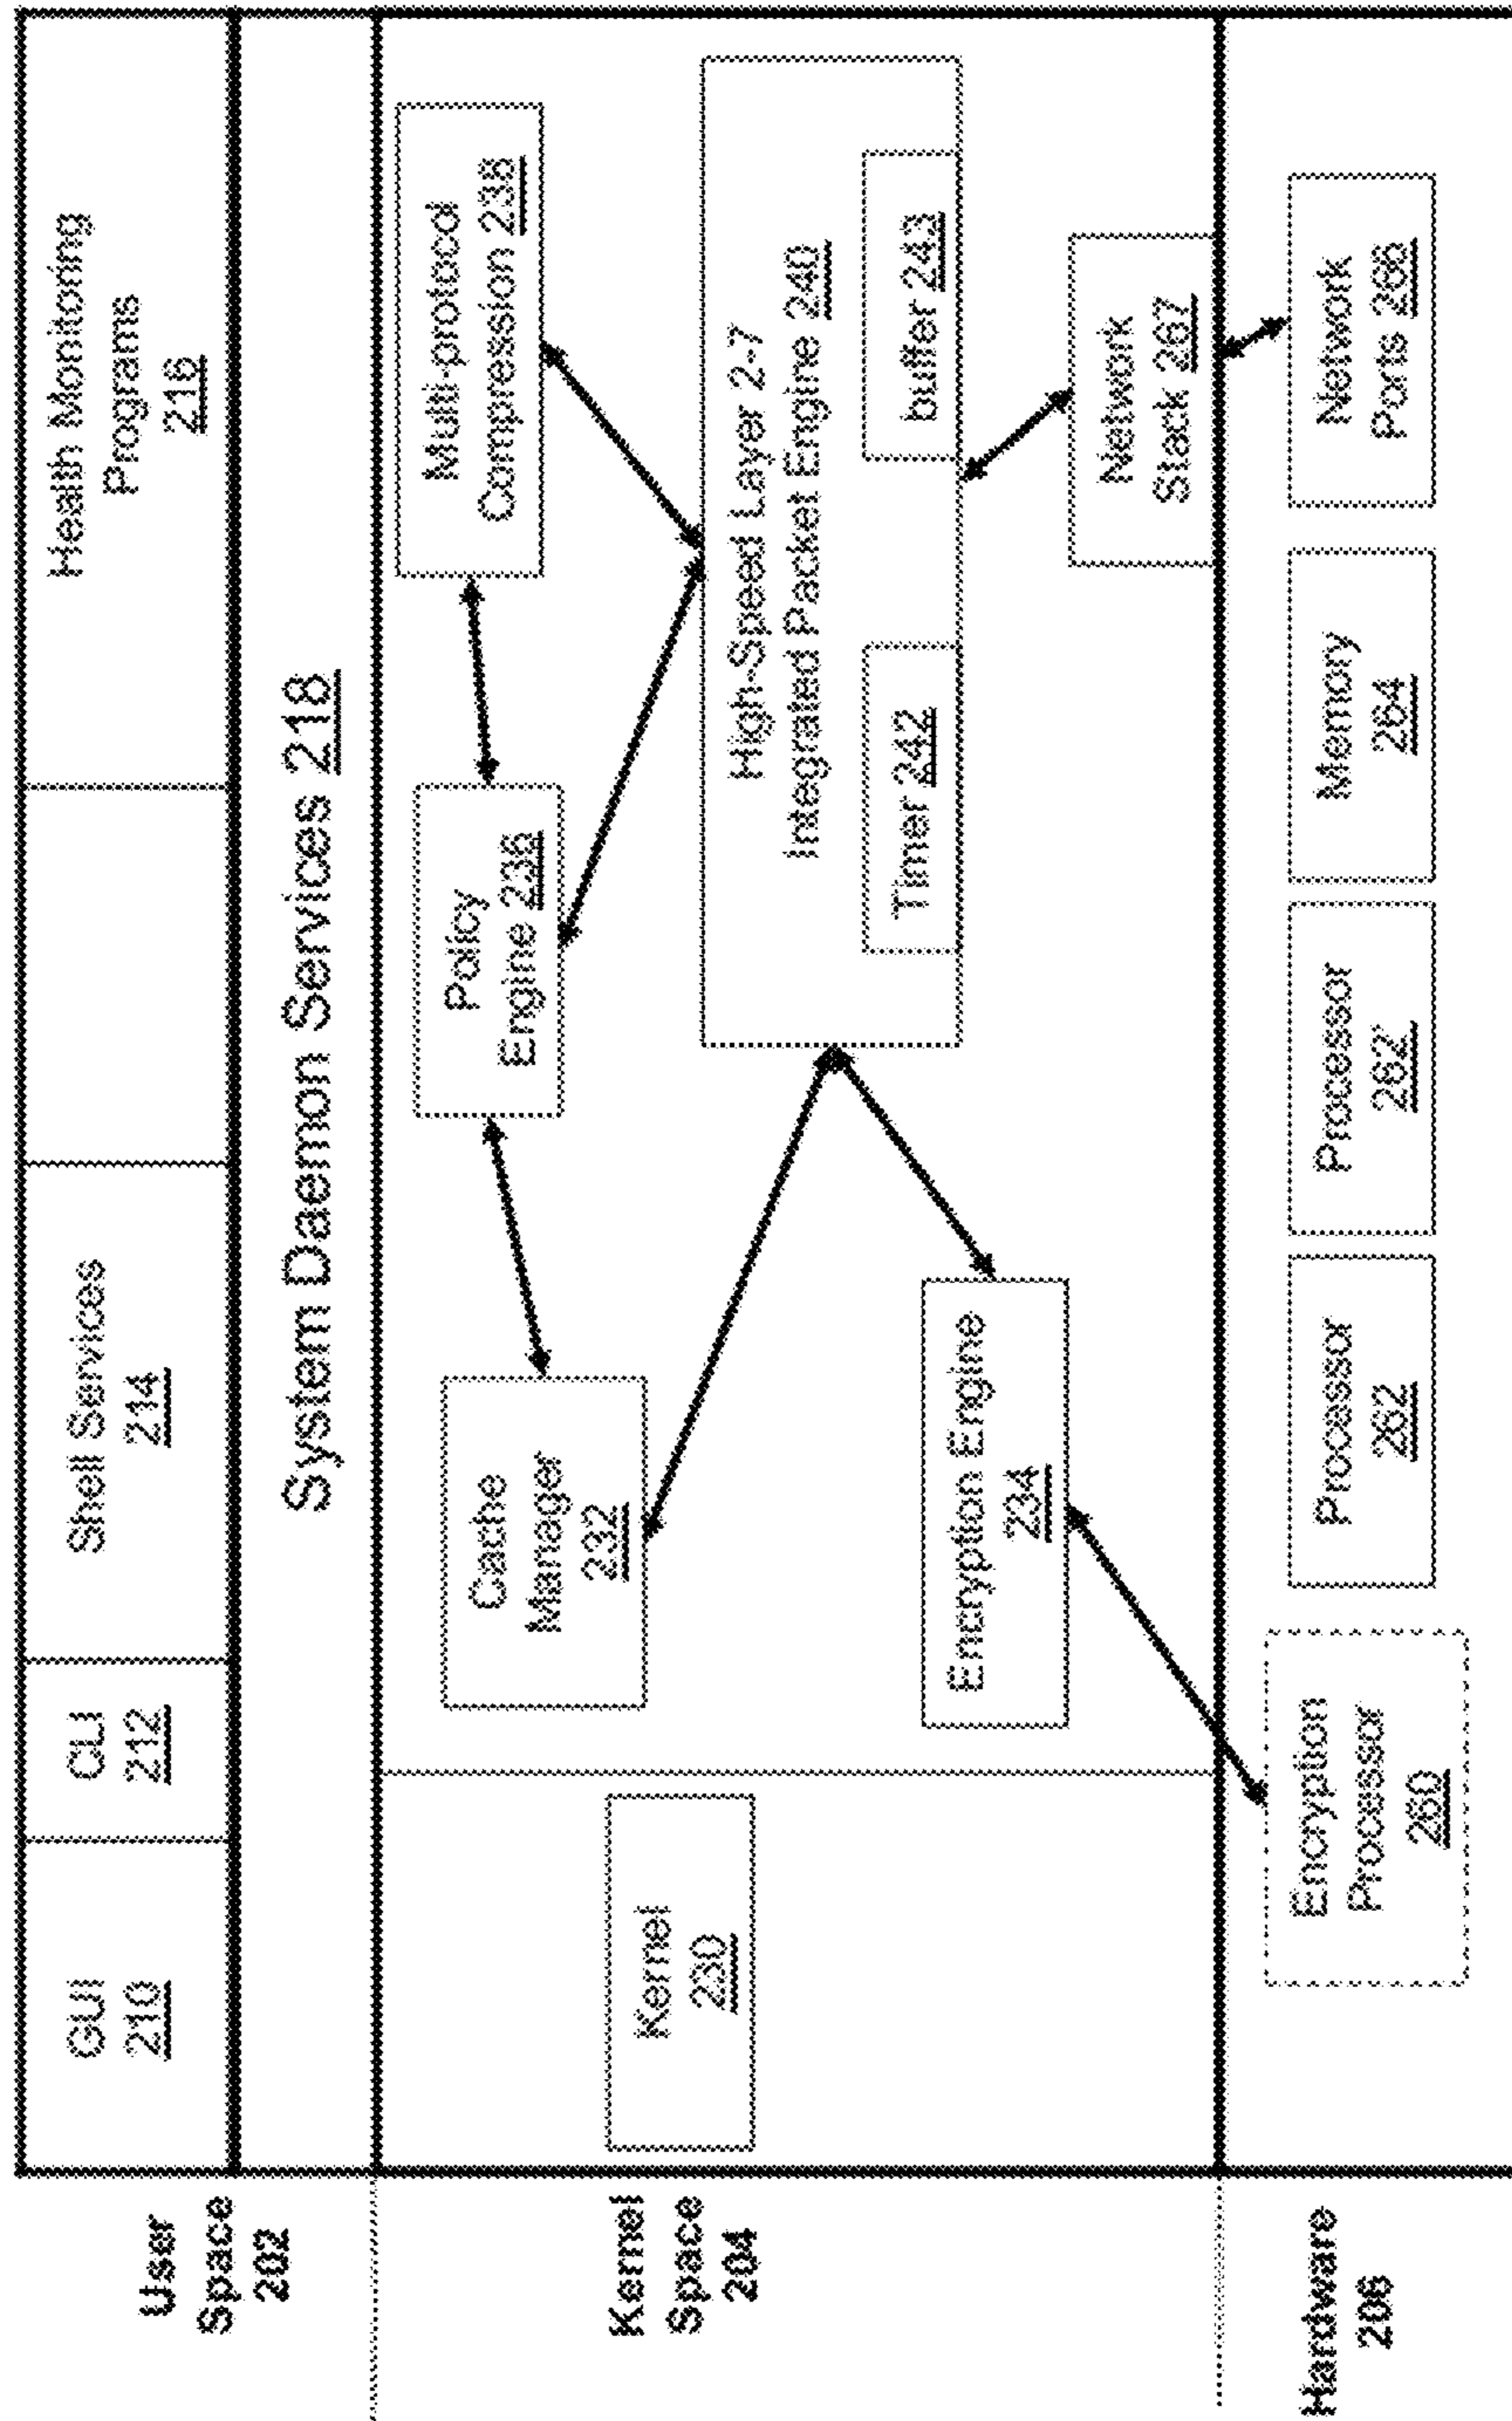 User
Space
202
GUI
210
CLI
212
Shell Services
214
Health Monitoring
Programs
216
System Daemon Services 218
Kernel
Space
204
Kernel
230
Cache
Manager
232
Policy
Engine 236
Multi-protocol
Compression 238
High-Speed Layer 2-7
Integrated Packet Engine 240
Timer 242
buffer 243
Encryption Engine
234
Network
Stack 267
Hardware
206
Encryption
Processor
260
Processor
262
Processor
262'
Memory
264
Network
Ports 266